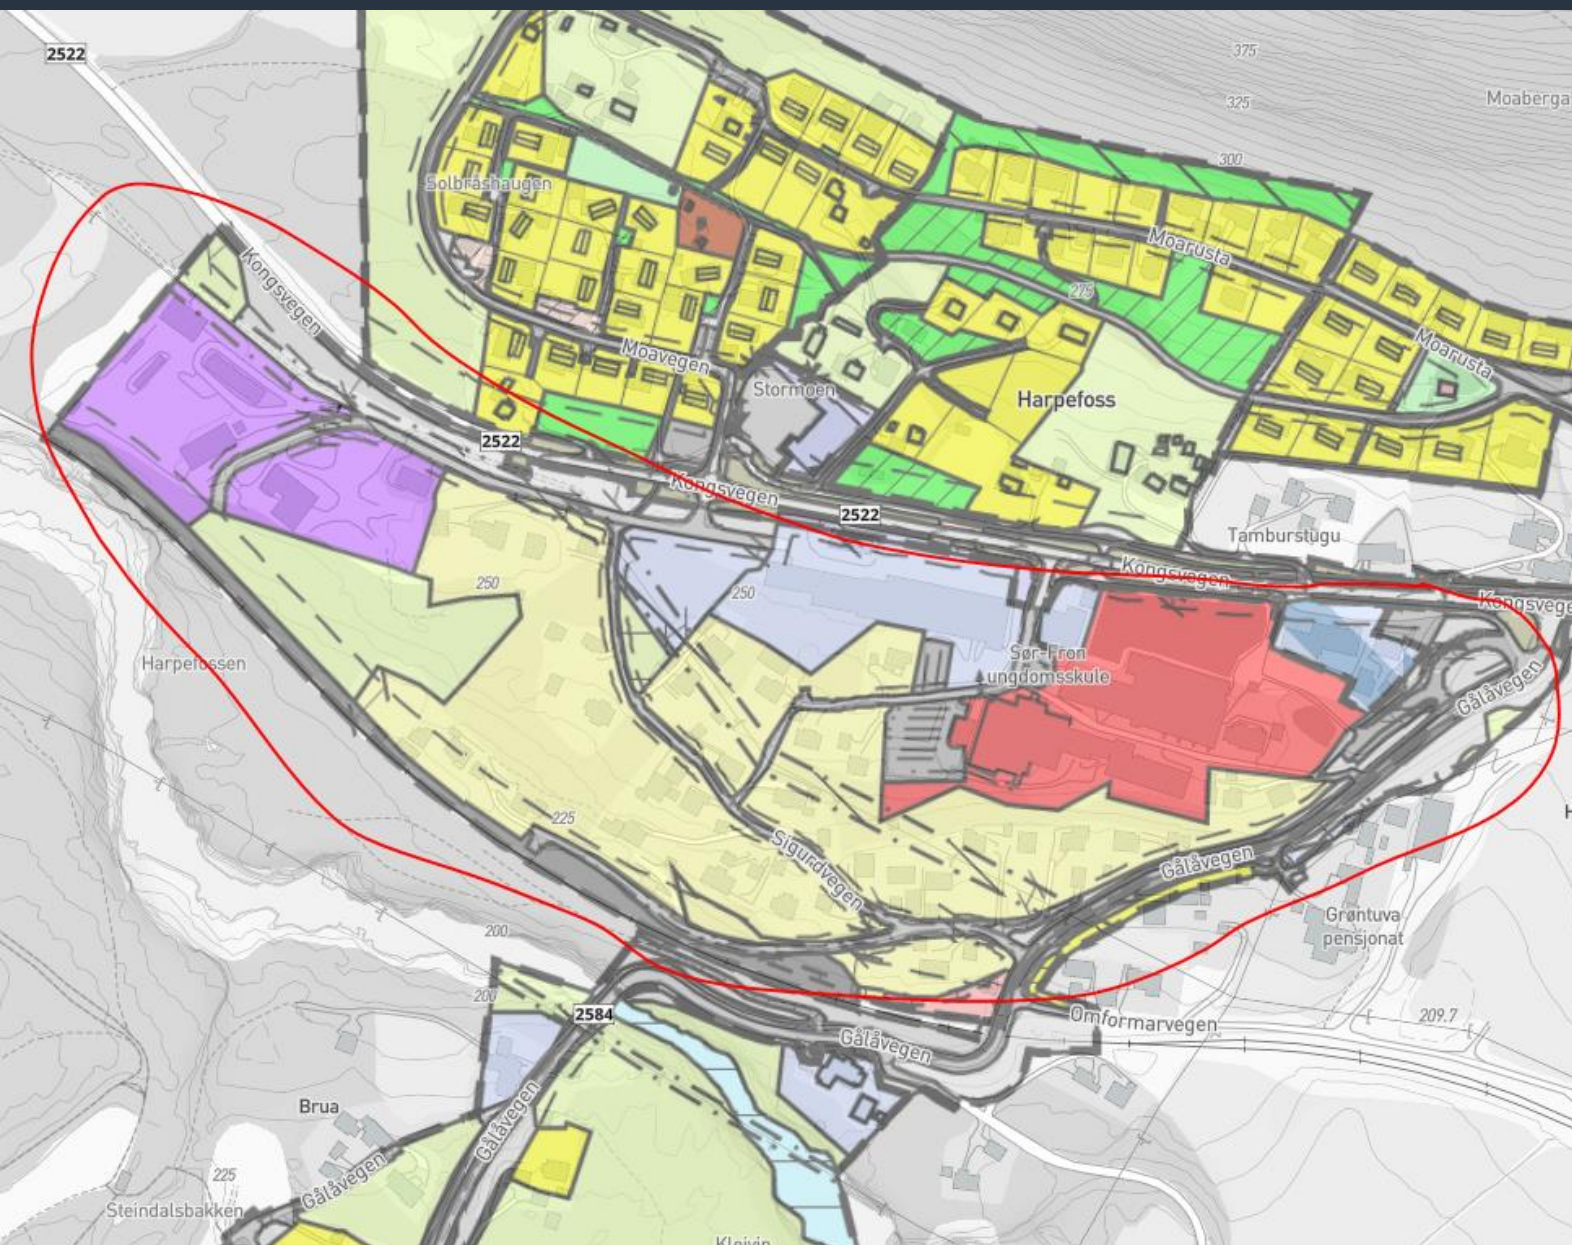 2522
375
Moaberga
325
300
Solbråshaugen
Moarusta
Kongsvegen
275
Moavegen
Moarusta
Stormoen
Harpefoss
2522
Kongsvegen
2522
Tamburstugu
Kongsvegen
250
250
Kongsvege
Sør-Fron
ungdomsskule
Harpefossen
Gålåvegen
225
H
Sigurdvegen
Gålåvegen
Grøntuva
pensjonat
200
200
2584
Omformarvegen
209.7
Gålåvegen
Brua
Gålåvegen
225
Gålåvegen
Steindalsbakken